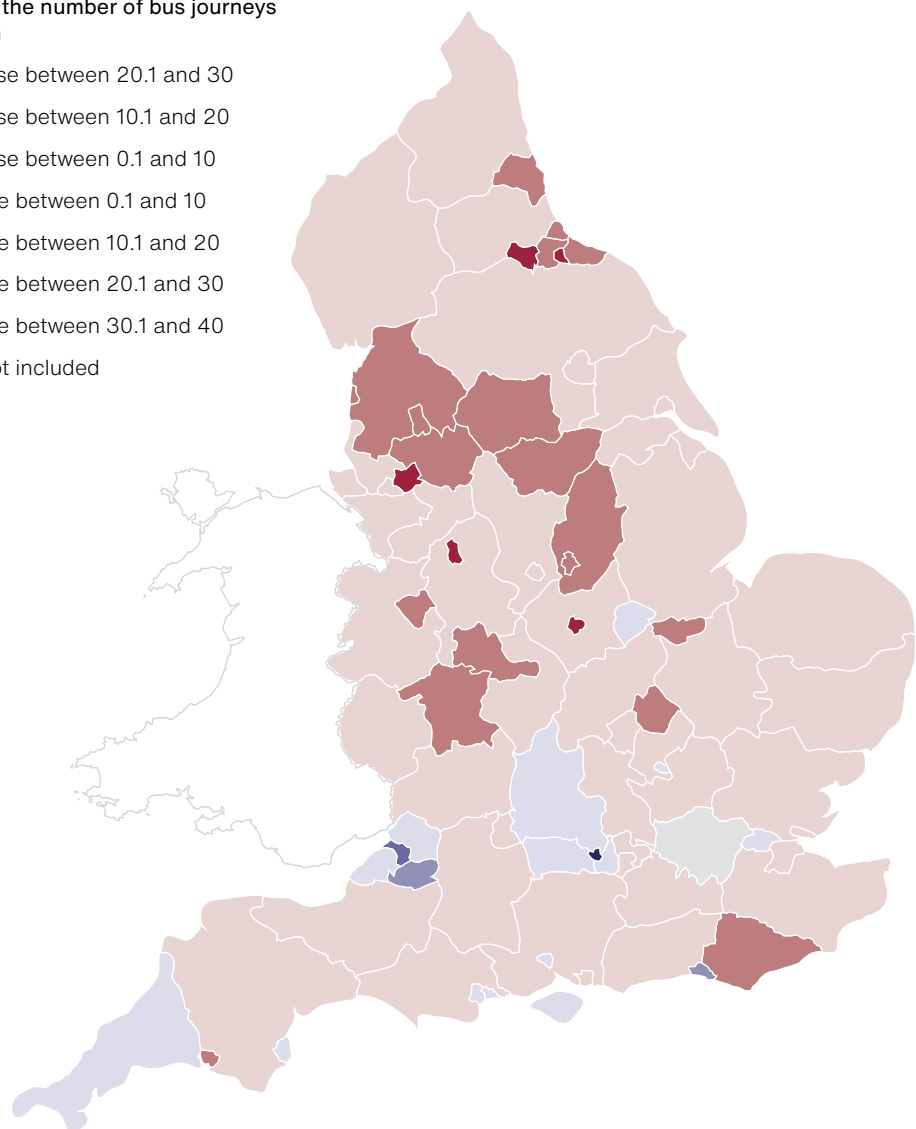 the number of bus journeys
se between 20.1 and 30
se between 10.1 and 20
se between 0.1 and 10
e between 0.1 and 10
e between 10.1 and 20
e between 20.1 and 30
e between 30.1 and 40
ot included